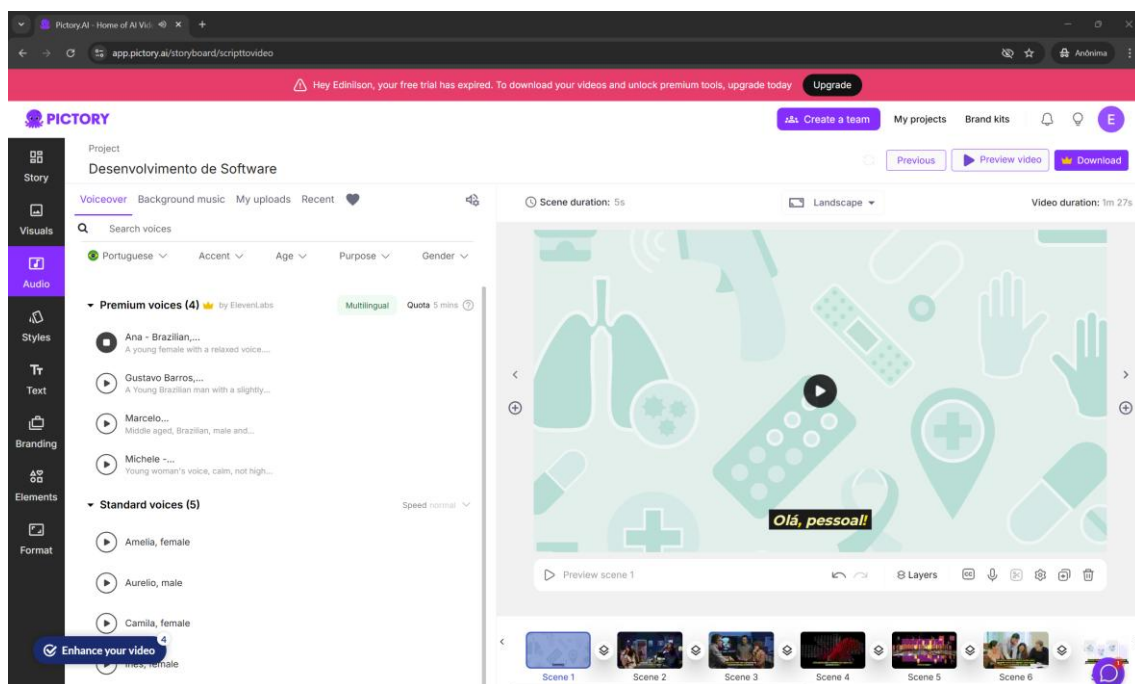 Pictory.AI - Home of AI Vid
app.pictory.ai/storyboard/scripttovideo
Anônima
Hey Edinilson, your free trial has expired. To download your videos and unlock premium tools, upgrade today
Upgrade
PICTORY
Create a team
My projects
Brand kits
E
Project
Desenvolvimento de Software
Previous
Preview video
Download
Story
Visuals
Audio
Styles
Text
Branding
Elements
Format
Voiceover
Background music
My uploads
Recent
Search voices
Portuguese
Accent
Age
Purpose
Gender
Premium voices (4)
by ElevenLabs
Multilingual
Quota 5 mins
Ana - Brazilian,...
A young female with a relaxed voice....
Gustavo Barros,...
A Young Brazilian man with a slightly...
Marcelo...
Middle aged, Brazilian, male and...
Michele -...
Young woman's voice, calm, not high...
Standard voices (5)
Speed normal
Amelia, female
Aurelio, male
Camila, female
Ines, female
4
Enhance your video
Scene duration: 5s
Landscape
Video duration: 1m 27s
Olá, pessoal!
Preview scene 1
Layers
CC
Scene 1
Scene 2
Scene 3
Scene 4
Scene 5
Scene 6